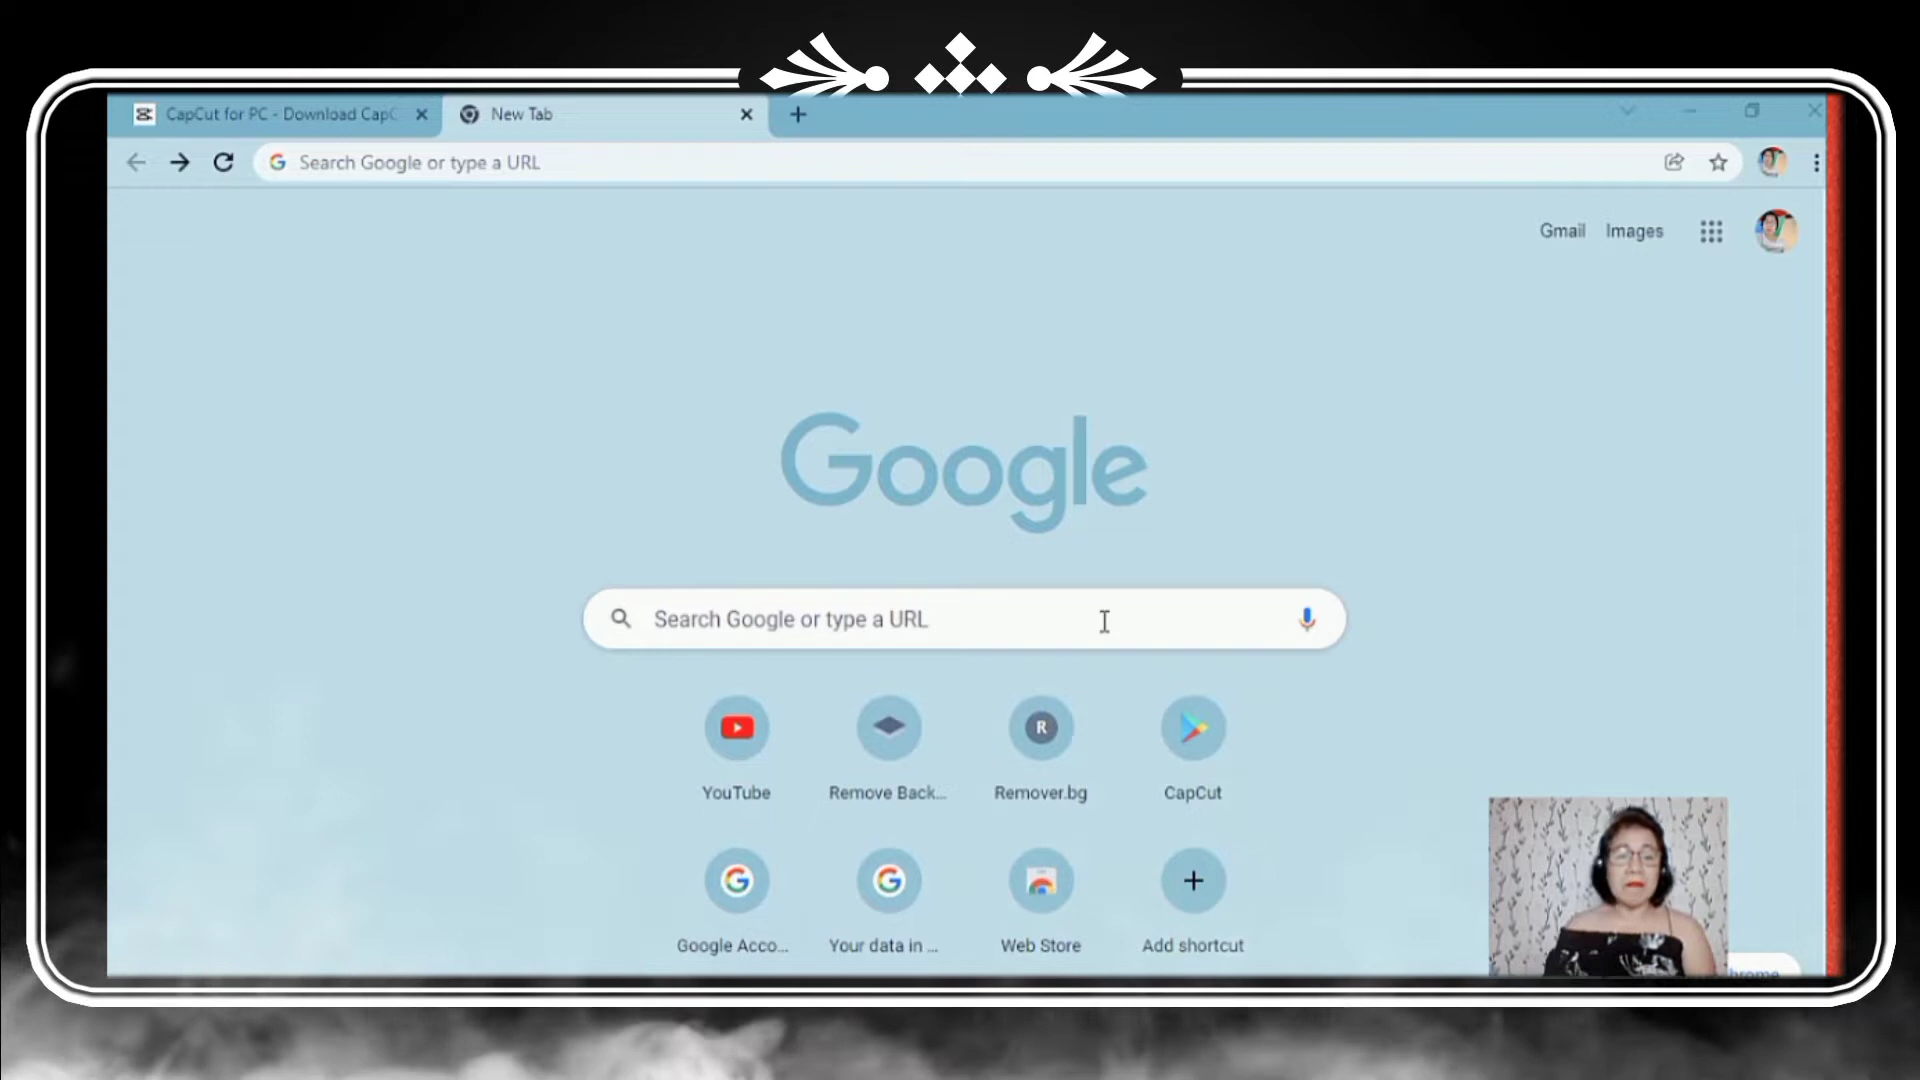 CapCut for PC - Download CapC
New Tab
Search Google or type a URL
Gmail Images
Google
Search Google or type a URL
YouTube
Remove Back...
Remover.bg
R
CapCut
Google Acco...
Your data in ...
Web Store
Add shortcut
hrome